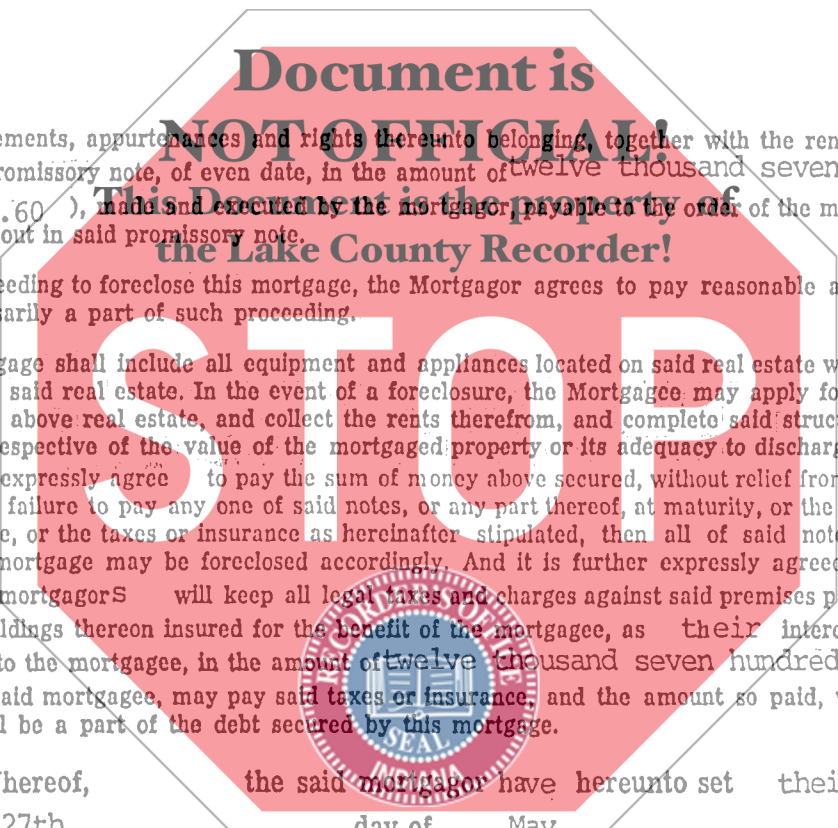 Document is
NOT OFFICIAL!
This Document is the property of
the Lake County Recorder!
STOP
ements, appurtenances and rights thereunto belonging, together with the ren
romissory note, of even date, in the amount of twelve thousand seven
.60 ), made and executed by the mortgagor, payable to the order of the m
out in said promissory note.
eeding to foreclose this mortgage, the Mortgagor agrees to pay reasonable a
sarily a part of such proceeding.
gage shall include all equipment and appliances located on said real estate w
said real estate. In the event of a foreclosure, the Mortgagee may apply fo
above real estate, and collect the rents therefrom, and complete said struc
espective of the value of the mortgaged property or its adequacy to discharg
expressly agree to pay the sum of money above secured, without relief from
failure to pay any one of said notes, or any part thereof, at maturity, or the
e, or the taxes or insurance as hereinafter stipulated, then all of said note
mortgage may be foreclosed accordingly. And it is further expressly agreed
mortgagors will keep all legal taxes and charges against said premises p
ldings thereon insured for the benefit of the mortgagee, as their intere
to the mortgagee, in the amount of twelve thousand seven hundred
aid mortgagee, may pay said taxes or insurance, and the amount so paid, w
l be a part of the debt secured by this mortgage.
hereof, the said mortgagor have hereunto set thei
27th day of May
RECORDER OF
SEAL
INDIANA